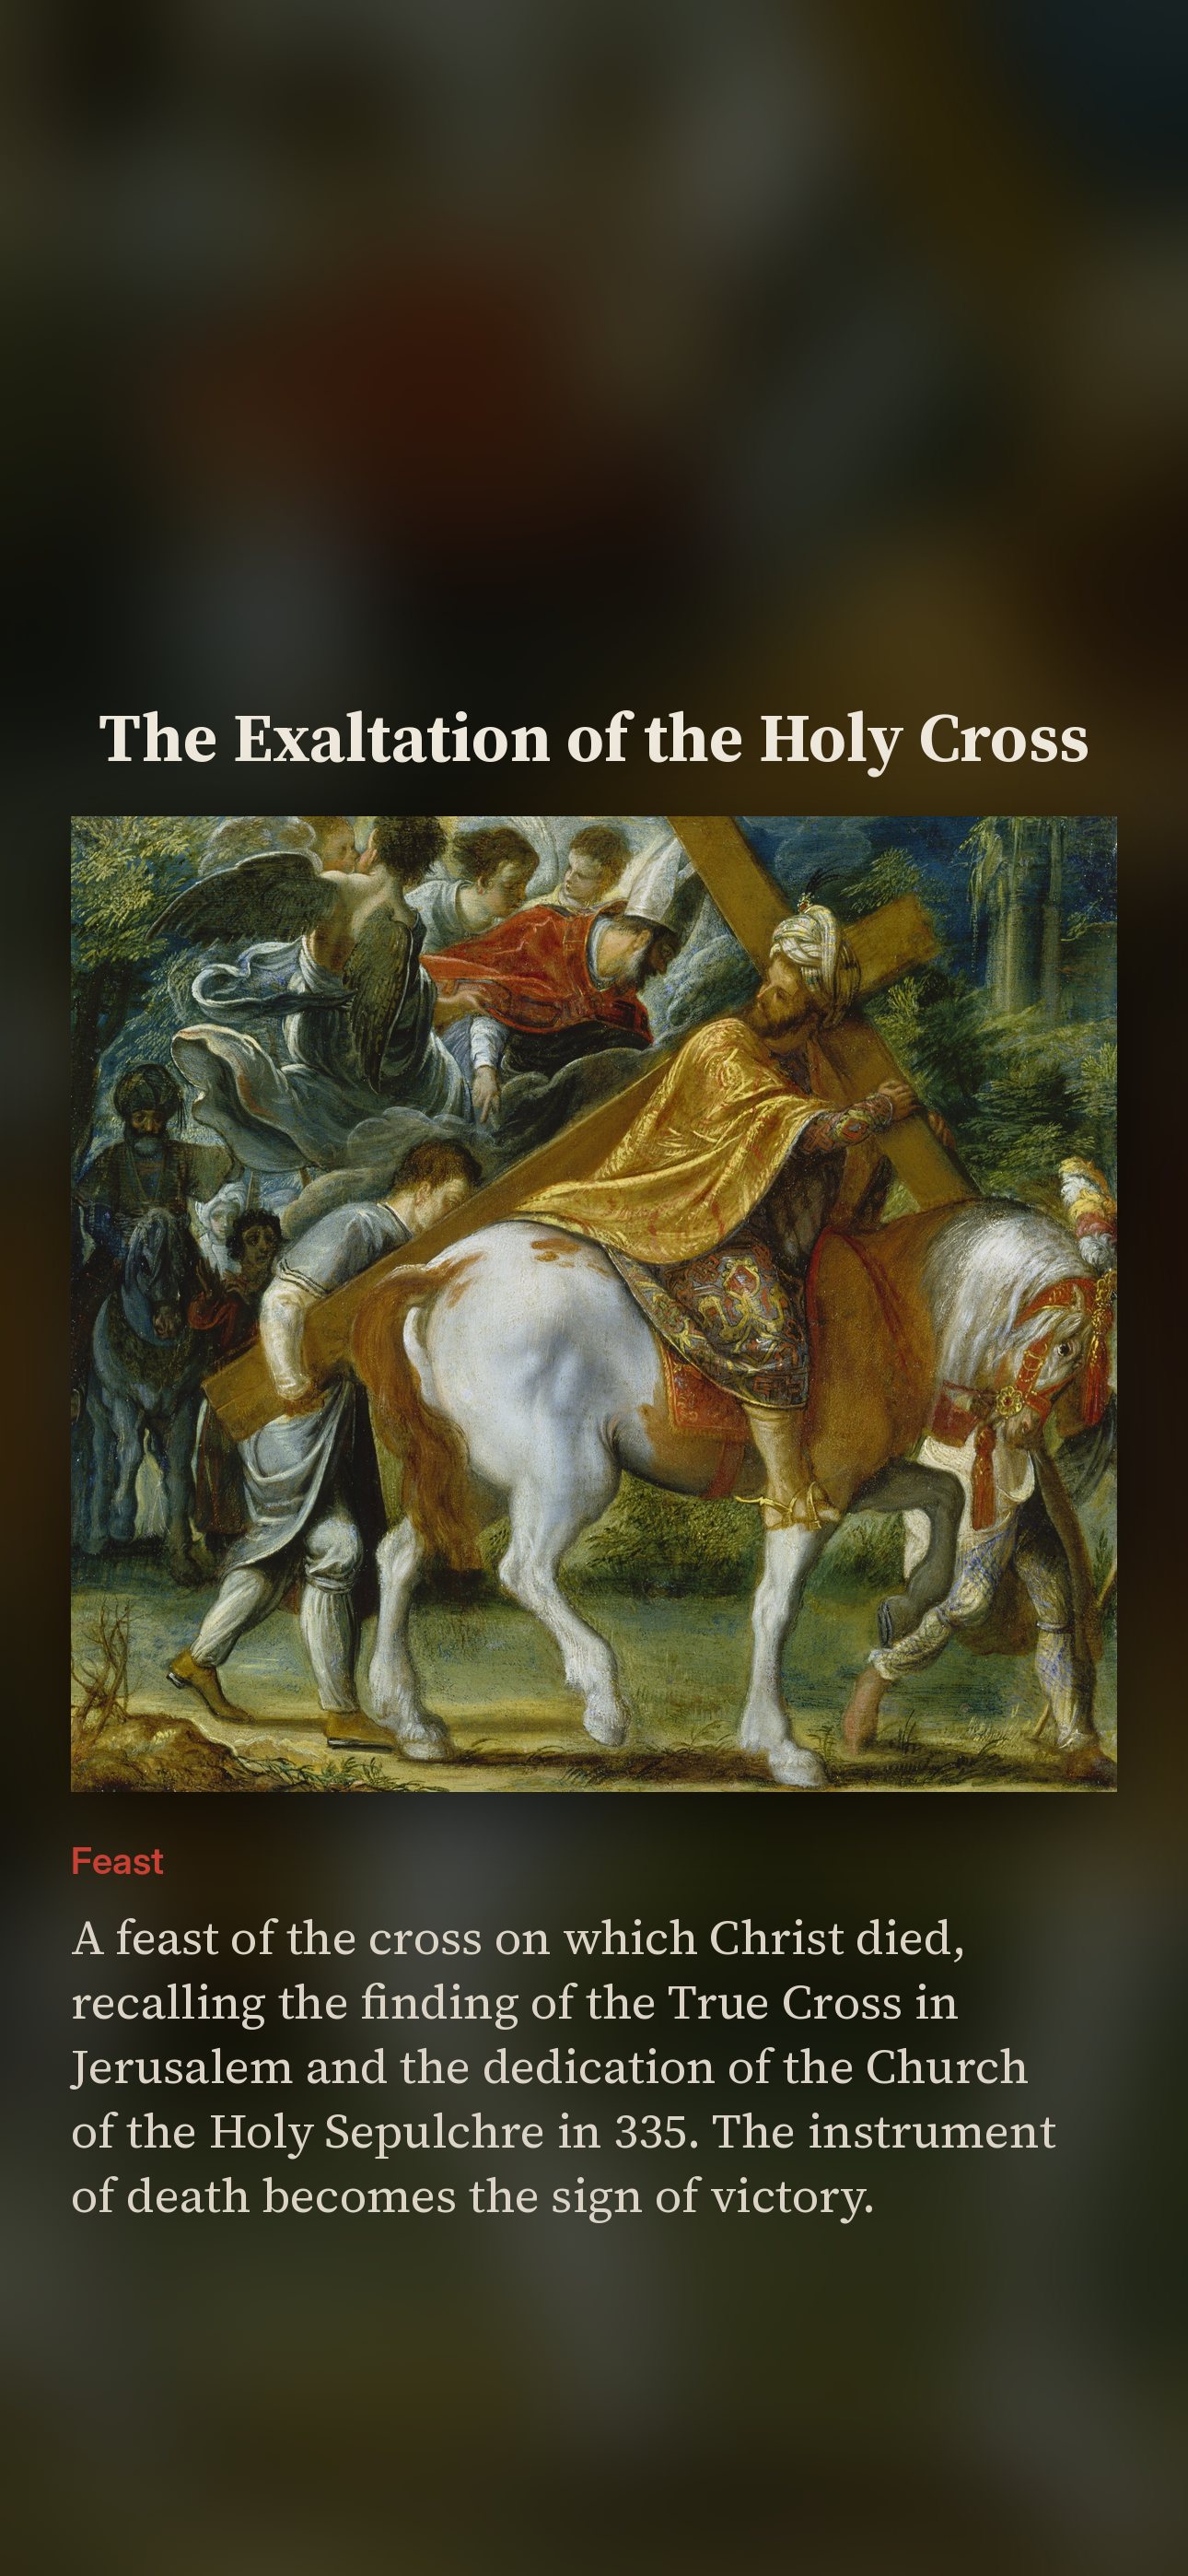 The Exaltation of the Holy Cross
Feast
A feast of the cross on which Christ died,
recalling the finding of the True Cross in
Jerusalem and the dedication of the Church
of the Holy Sepulchre in 335. The instrument
of death becomes the sign of victory.